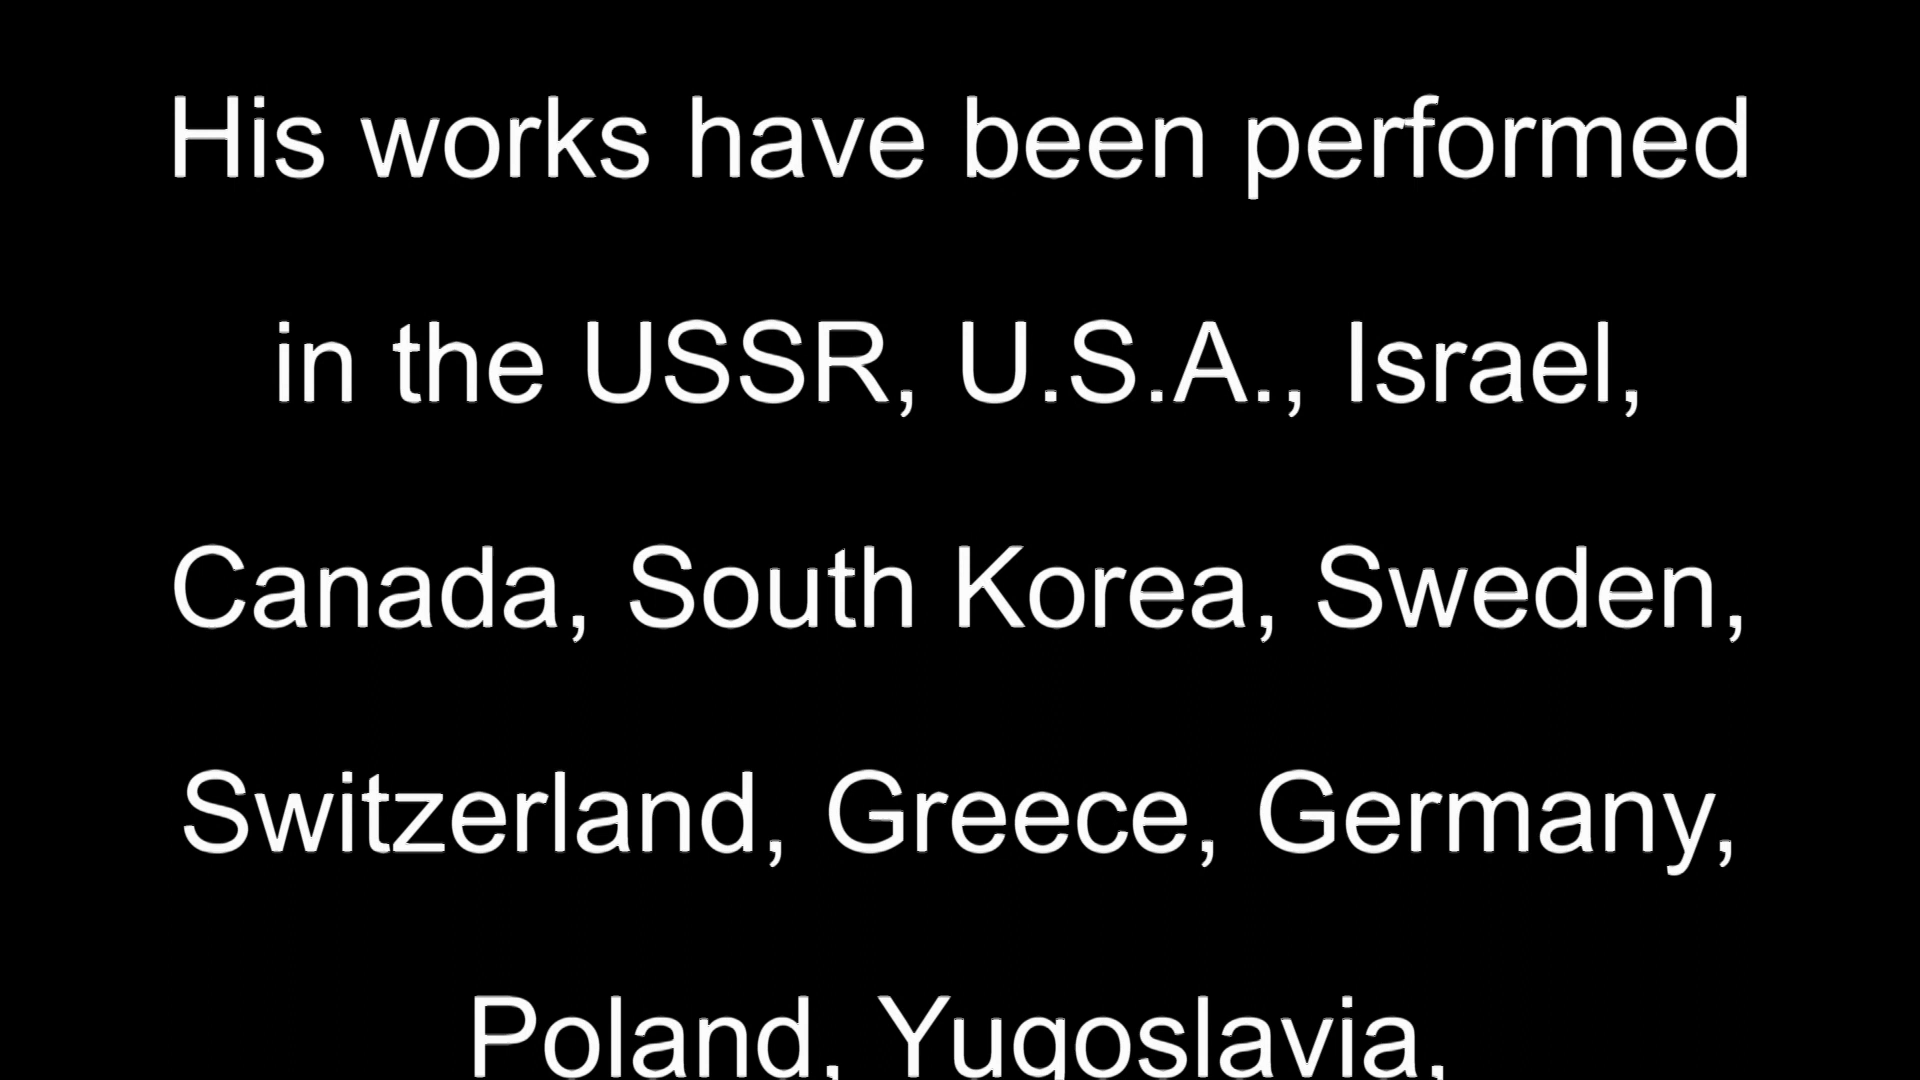 His works have been performed
in the USSR, U.S.A., Israel,
Canada, South Korea, Sweden,
Switzerland, Greece, Germany,
Poland, Yugoslavia,